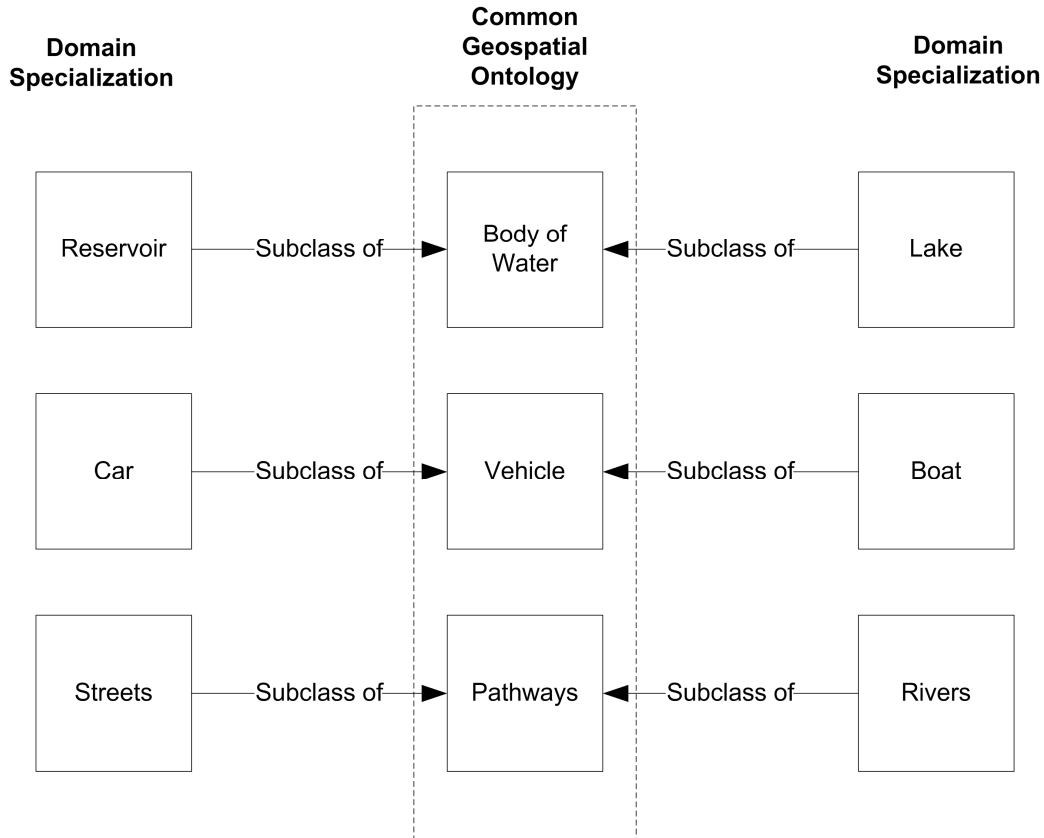 Domain
Specialization
Common
Geospatial
Ontology
Domain
Specialization
Reservoir
Subclass of
Body of
Water
Subclass of
Lake
Car
Subclass of
Vehicle
Subclass of
Boat
Streets
Subclass of
Pathways
Subclass of
Rivers